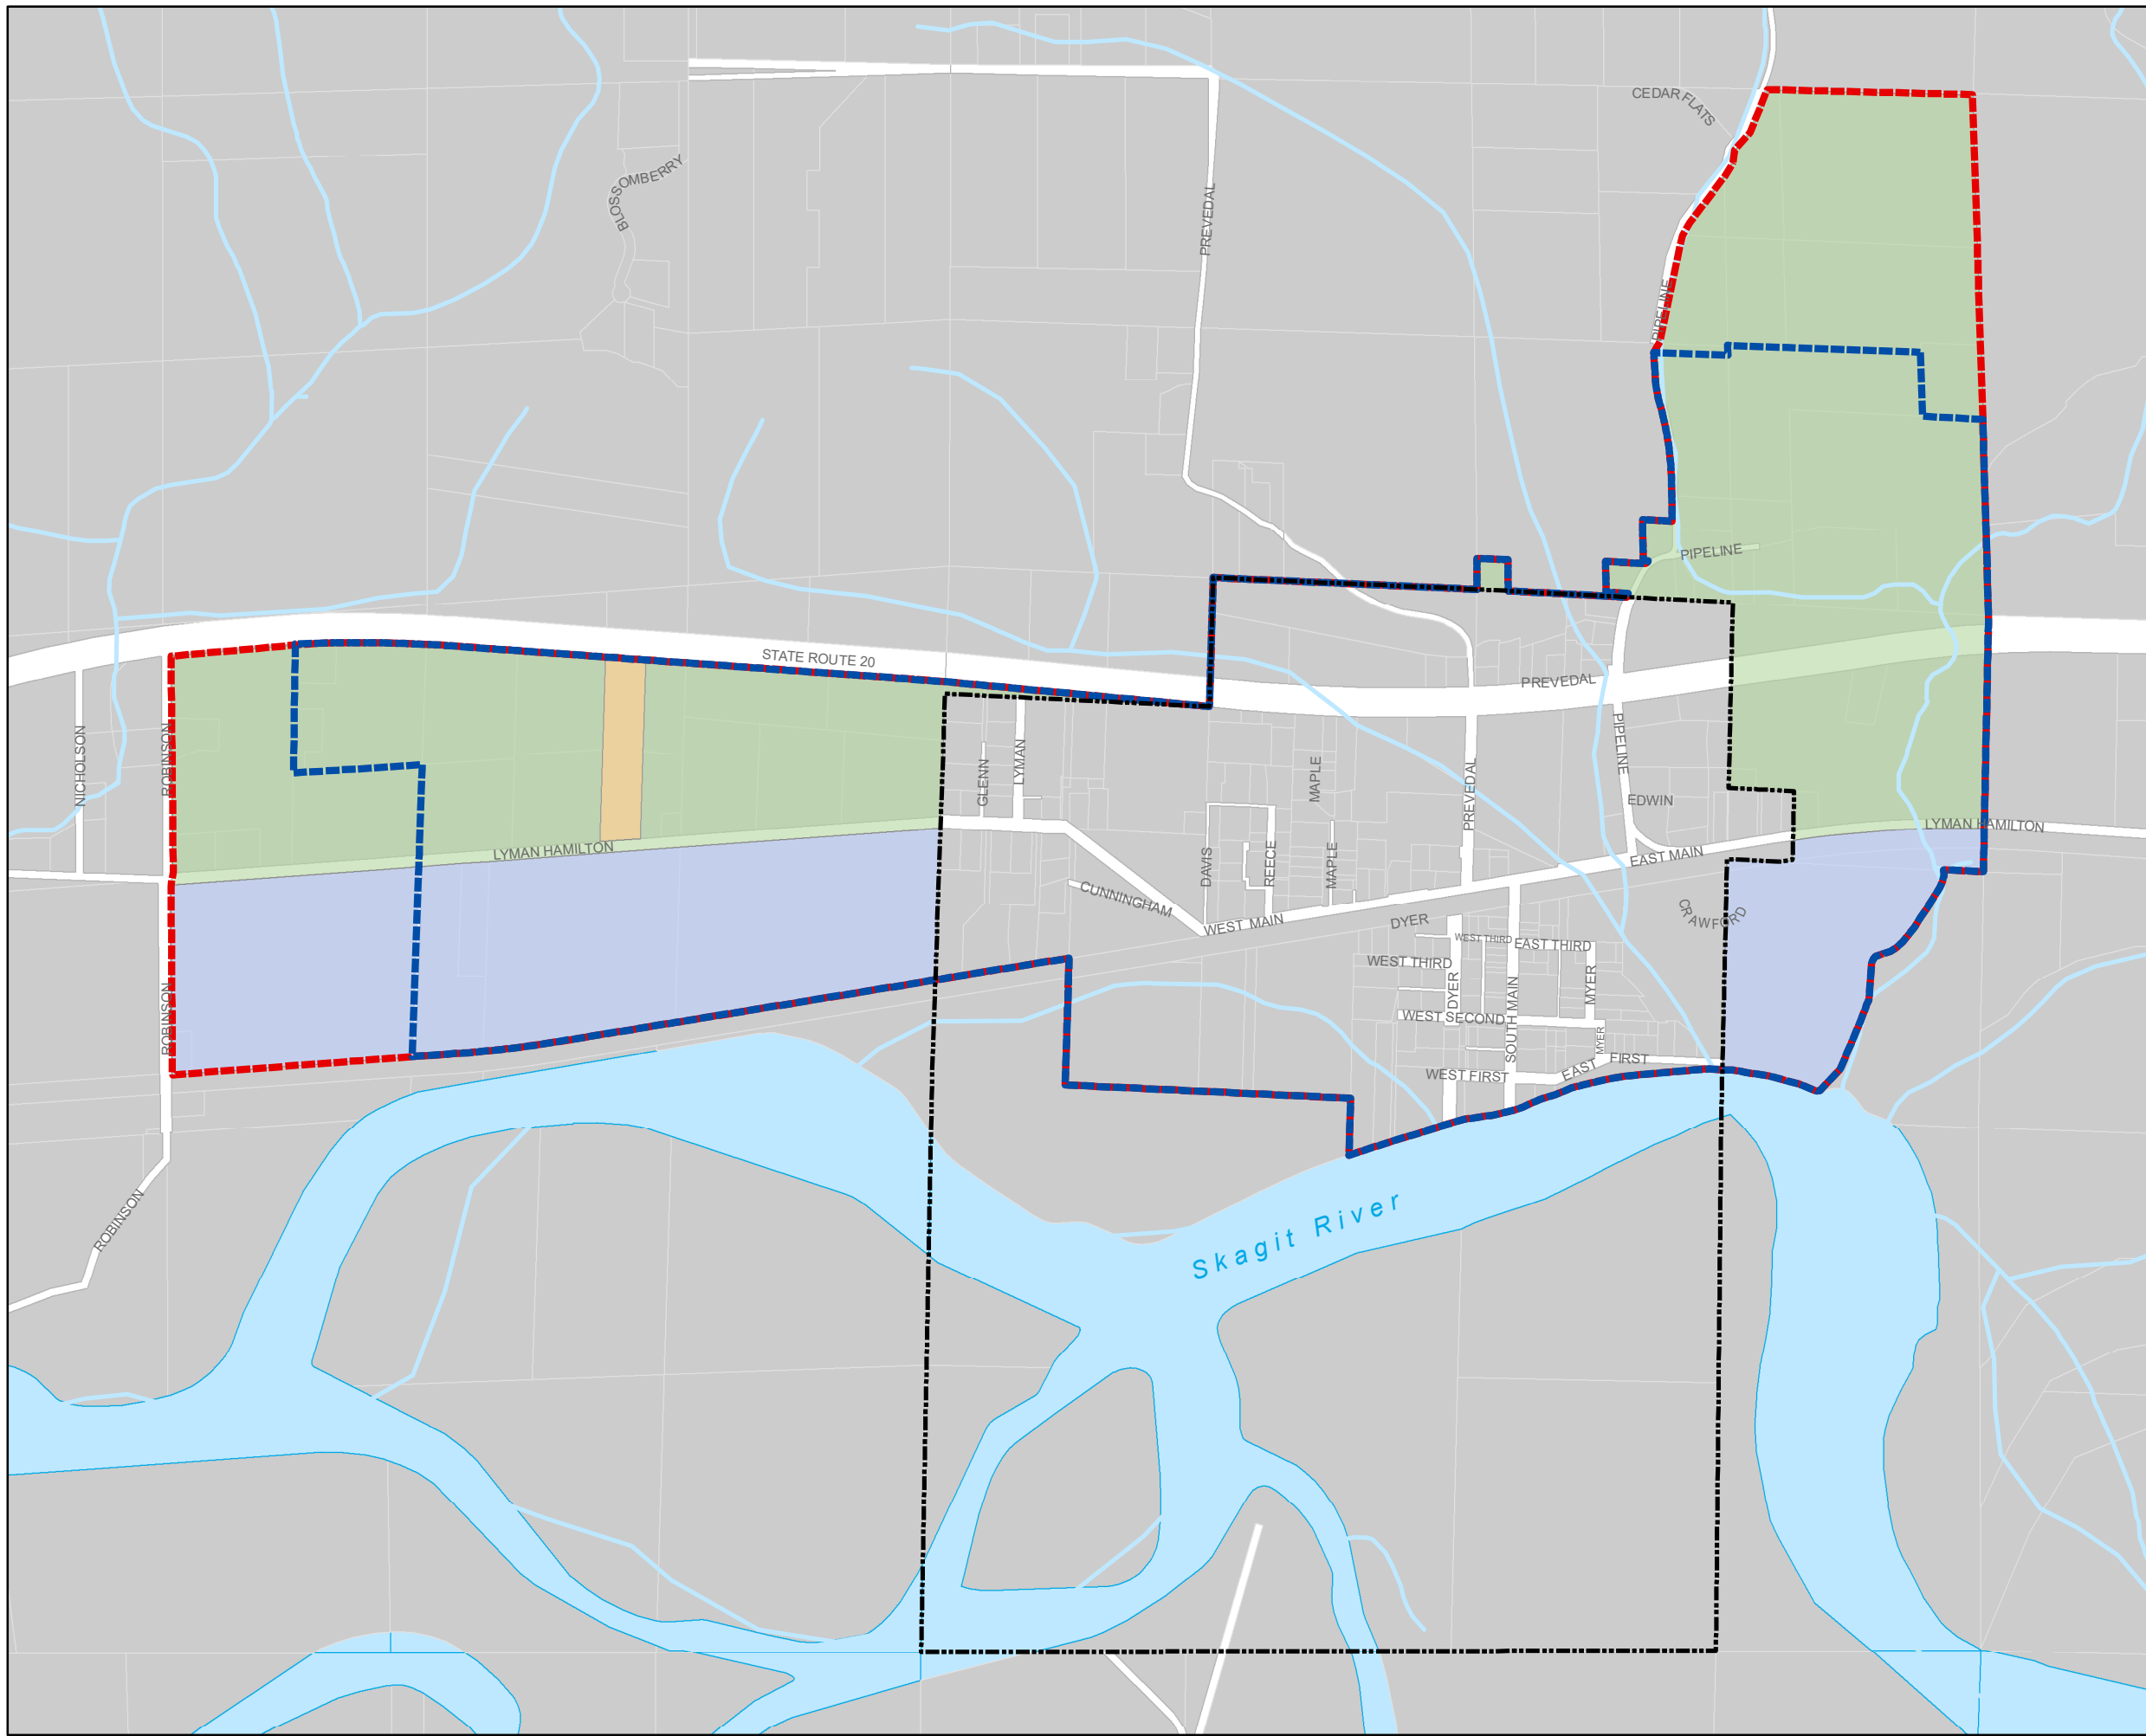 CEDAR FLATS
BLOSSOMBERRY
PREVEDAL
PIPELINE
PIPELINE
STATE ROUTE 20
PREVEDAL
NICHOLSON
ROBINSON
GLENN
LYMAN
MAPLE
PREVEDAL
PIPELINE
EDWIN
LYMAN HAMILTON
LYMAN HAMILTON
DAVIS
REECE
MAPLE
EAST MAIN
CUNNINGHAM
WEST MAIN
DYER
CRAWFORD
WEST THIRD
EAST THIRD
WEST THIRD
DYER
MYER
ROBINSON
WEST SECOND
SOUTH MAIN
MYER
WEST FIRST
EAST FIRST
ROBINSON
Skagit River